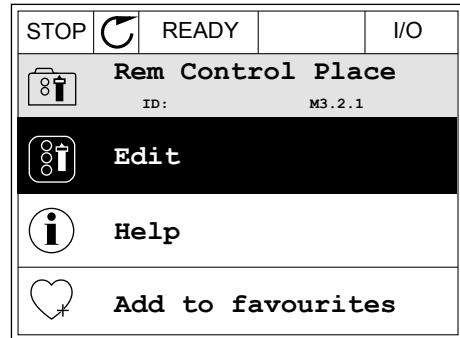 STOP READY I/O
Rem Control Place
ID: M3.2.1
Edit
Help
Add to favourites